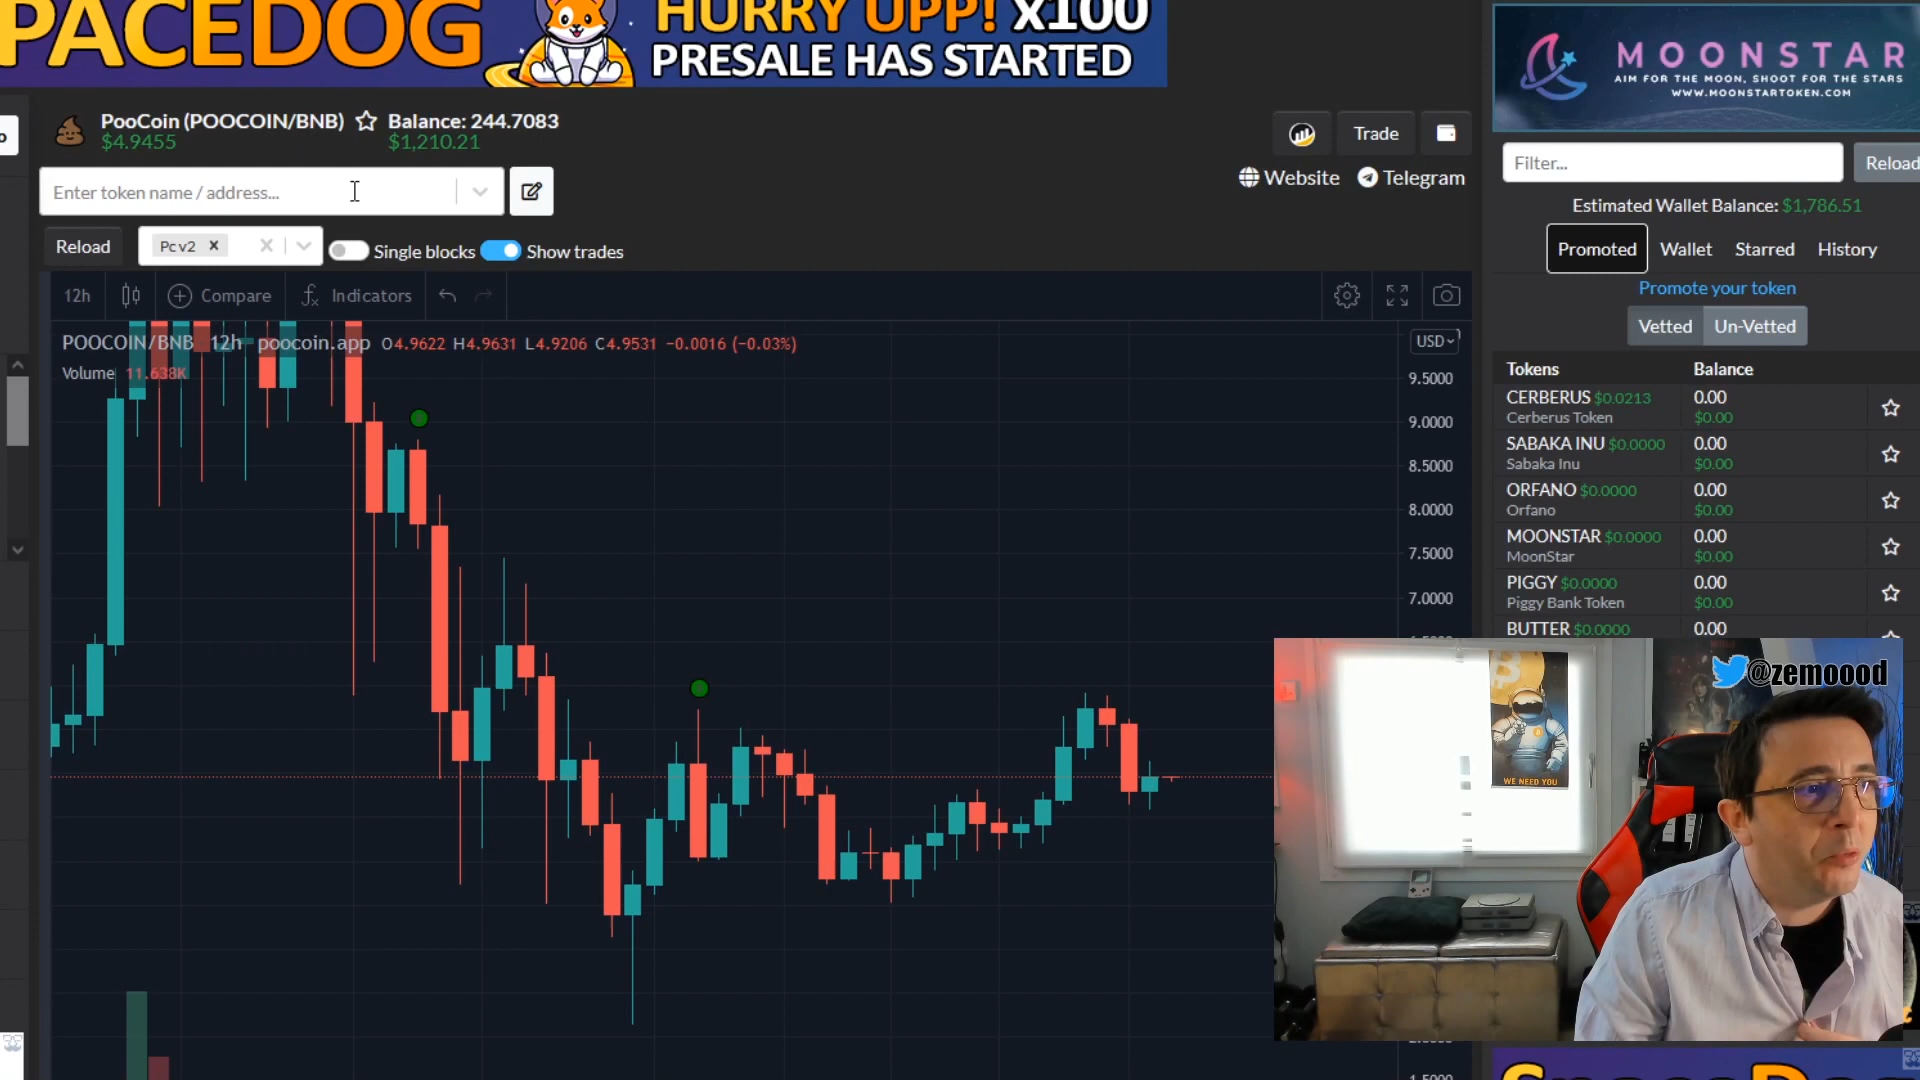 PACEDOG
HURRY UPP! x100
PRESALE HAS STARTED
MOONSTAR
AIM FOR THE MOON, SHOOT FOR THE STARS
WWW.MOONSTARTOKEN.COM
PooCoin (POOCOIN/BNB) Balance: 244.7083
$4.9455 $1,210.21
Trade
Website Telegram
Enter token name / address...
Reload Pc v2 Single blocks Show trades
12h Compare Indicators
POOCOIN/BNB 12h poocoin.app O4.9622 H4.9631 L4.9206 C4.9531 −0.0016 (−0.03%)
Volume 11.638K
USD
9.5000
9.0000
8.5000
8.0000
7.5000
7.0000
1.5000
Filter... Reload
Estimated Wallet Balance: $1,786.51
Promoted Wallet Starred History
Promote your token
Vetted Un-Vetted
Tokens Balance
CERBERUS $0.0213 0.00
Cerberus Token $0.00
SABAKA INU $0.0000 0.00
Sabaka Inu $0.00
ORFANO $0.0000 0.00
Orfano $0.00
MOONSTAR $0.0000 0.00
MoonStar $0.00
PIGGY $0.0000 0.00
Piggy Bank Token $0.00
BUTTER $0.0000 0.00
@zemoood
WE NEED YOU